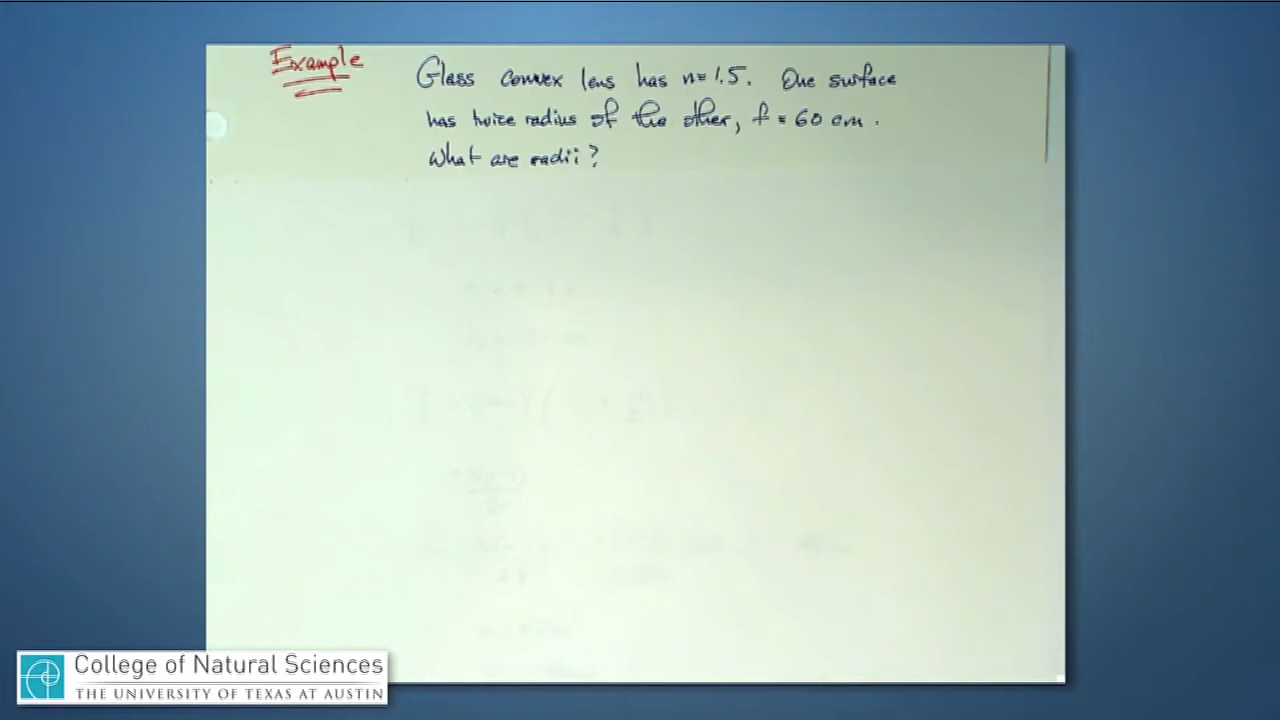 Example
Glass convex lens has n=1.5. One surface
has twice radius of the other, f = 60 cm.
What are radii?
College of Natural Sciences
THE UNIVERSITY OF TEXAS AT AUSTIN